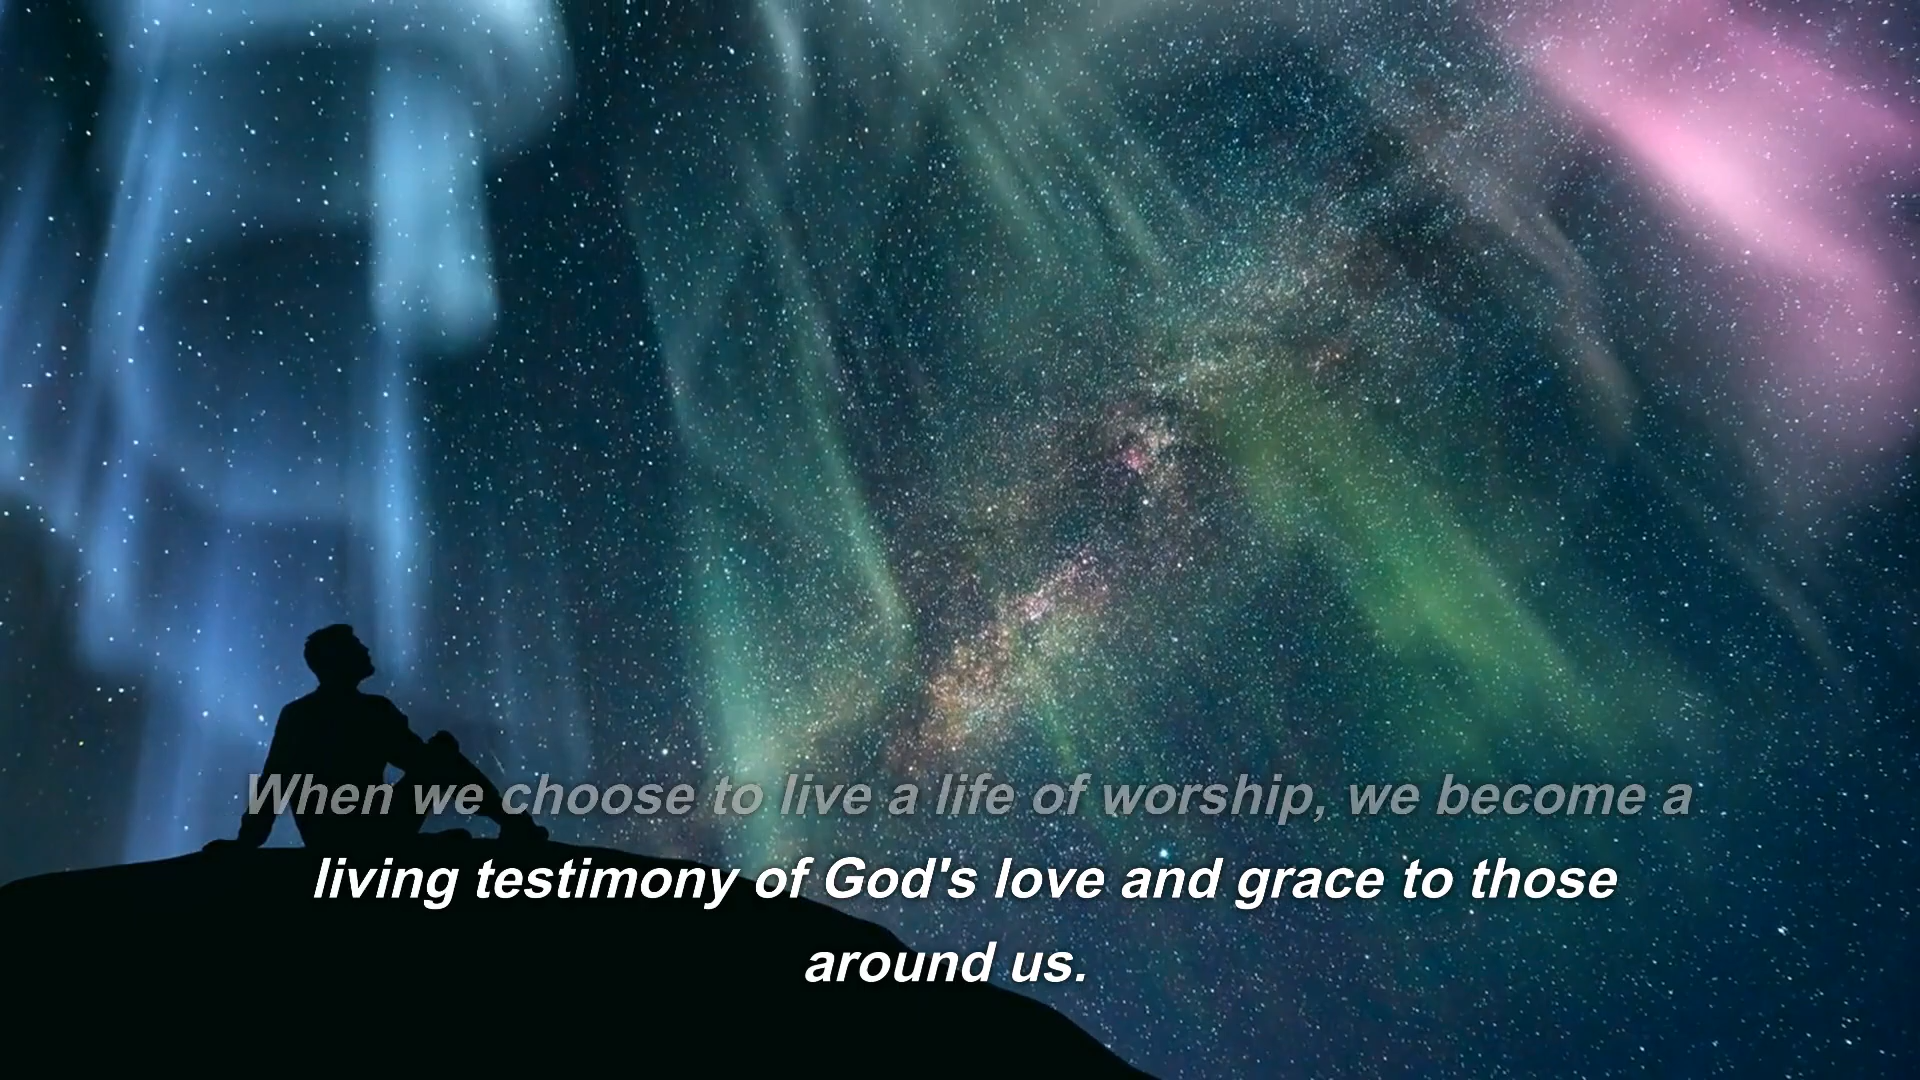 When we choose to live a life of worship, we become a
living testimony of God's love and grace to those
around us.